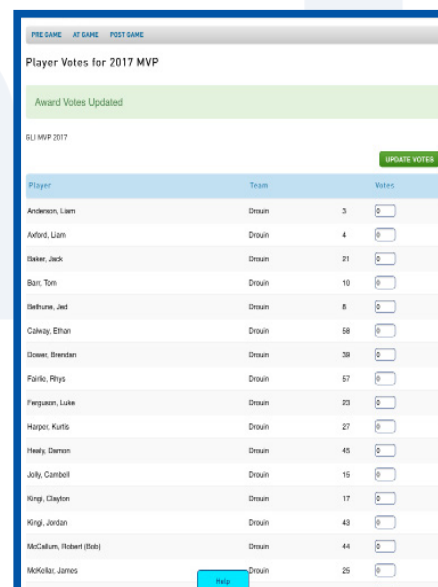 PRE GAME AT GAME POST GAME
Player Votes for 2017 MVP
Award Votes Updated
GLI MVP 2017
UPDATE VOTES
Player Team Votes
Anderson, Liam Drouin 3 0
Axford, Liam Drouin 4 0
Baker, Jack Drouin 21 0
Barr, Tom Drouin 10 0
Bethune, Jed Drouin 8 0
Calway, Ethan Drouin 58 0
Dower, Brendan Drouin 39 0
Fairlie, Rhys Drouin 57 0
Ferguson, Luke Drouin 23 0
Harper, Kurtis Drouin 27 0
Healy, Damon Drouin 45 0
Jolly, Cambell Drouin 15 0
Kingi, Clayton Drouin 17 0
Kingi, Jordan Drouin 43 0
McCallum, Robert (Bob) Drouin 44 0
McKellar, James Drouin 25 0
Help